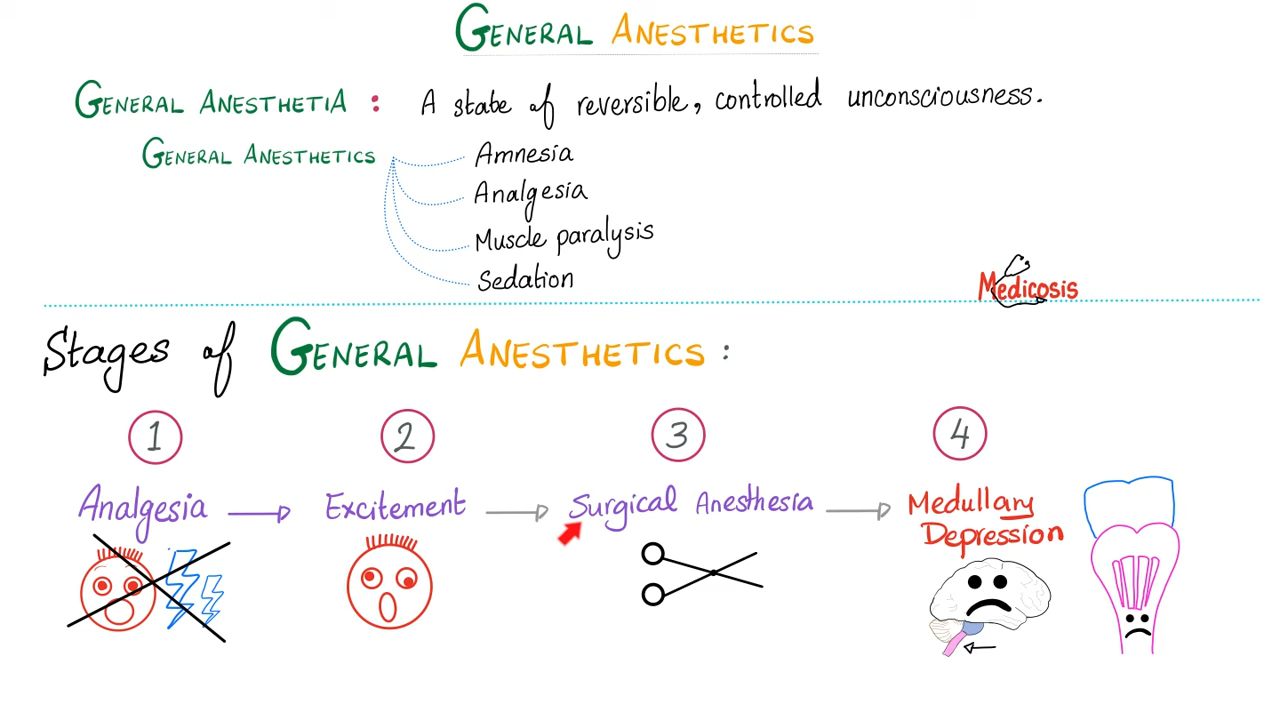 General Anesthetics
General AnesthetiA : A state of reversible, controlled unconsciousness.
General Anesthetics
Amnesia
Analgesia
Muscle paralysis
Sedation
Medicosis
Stages of General Anesthetics :
1 2 3 4
Analgesia Excitement Surgical Anesthesia Medullary
Depression